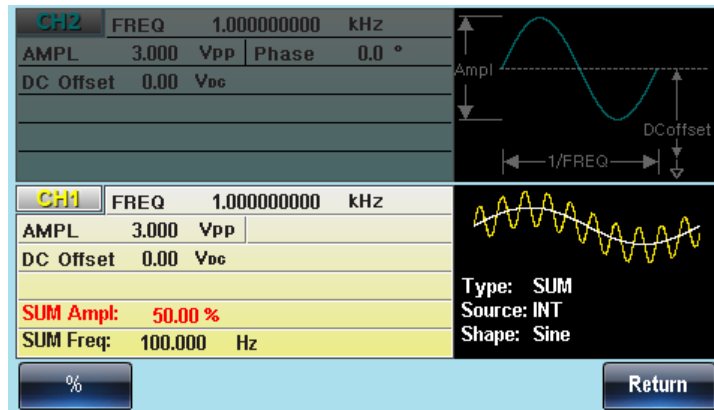 CH2 FREQ 1.000000000 kHz
AMPL 3.000 Vpp Phase 0.0 °
DC Offset 0.00 VDC
Ampl
DCoffset
1/FREQ
CH1 FREQ 1.000000000 kHz
AMPL 3.000 Vpp
DC Offset 0.00 VDC
SUM Ampl: 50.00 %
SUM Freq: 100.000 Hz
Type: SUM
Source: INT
Shape: Sine
% Return